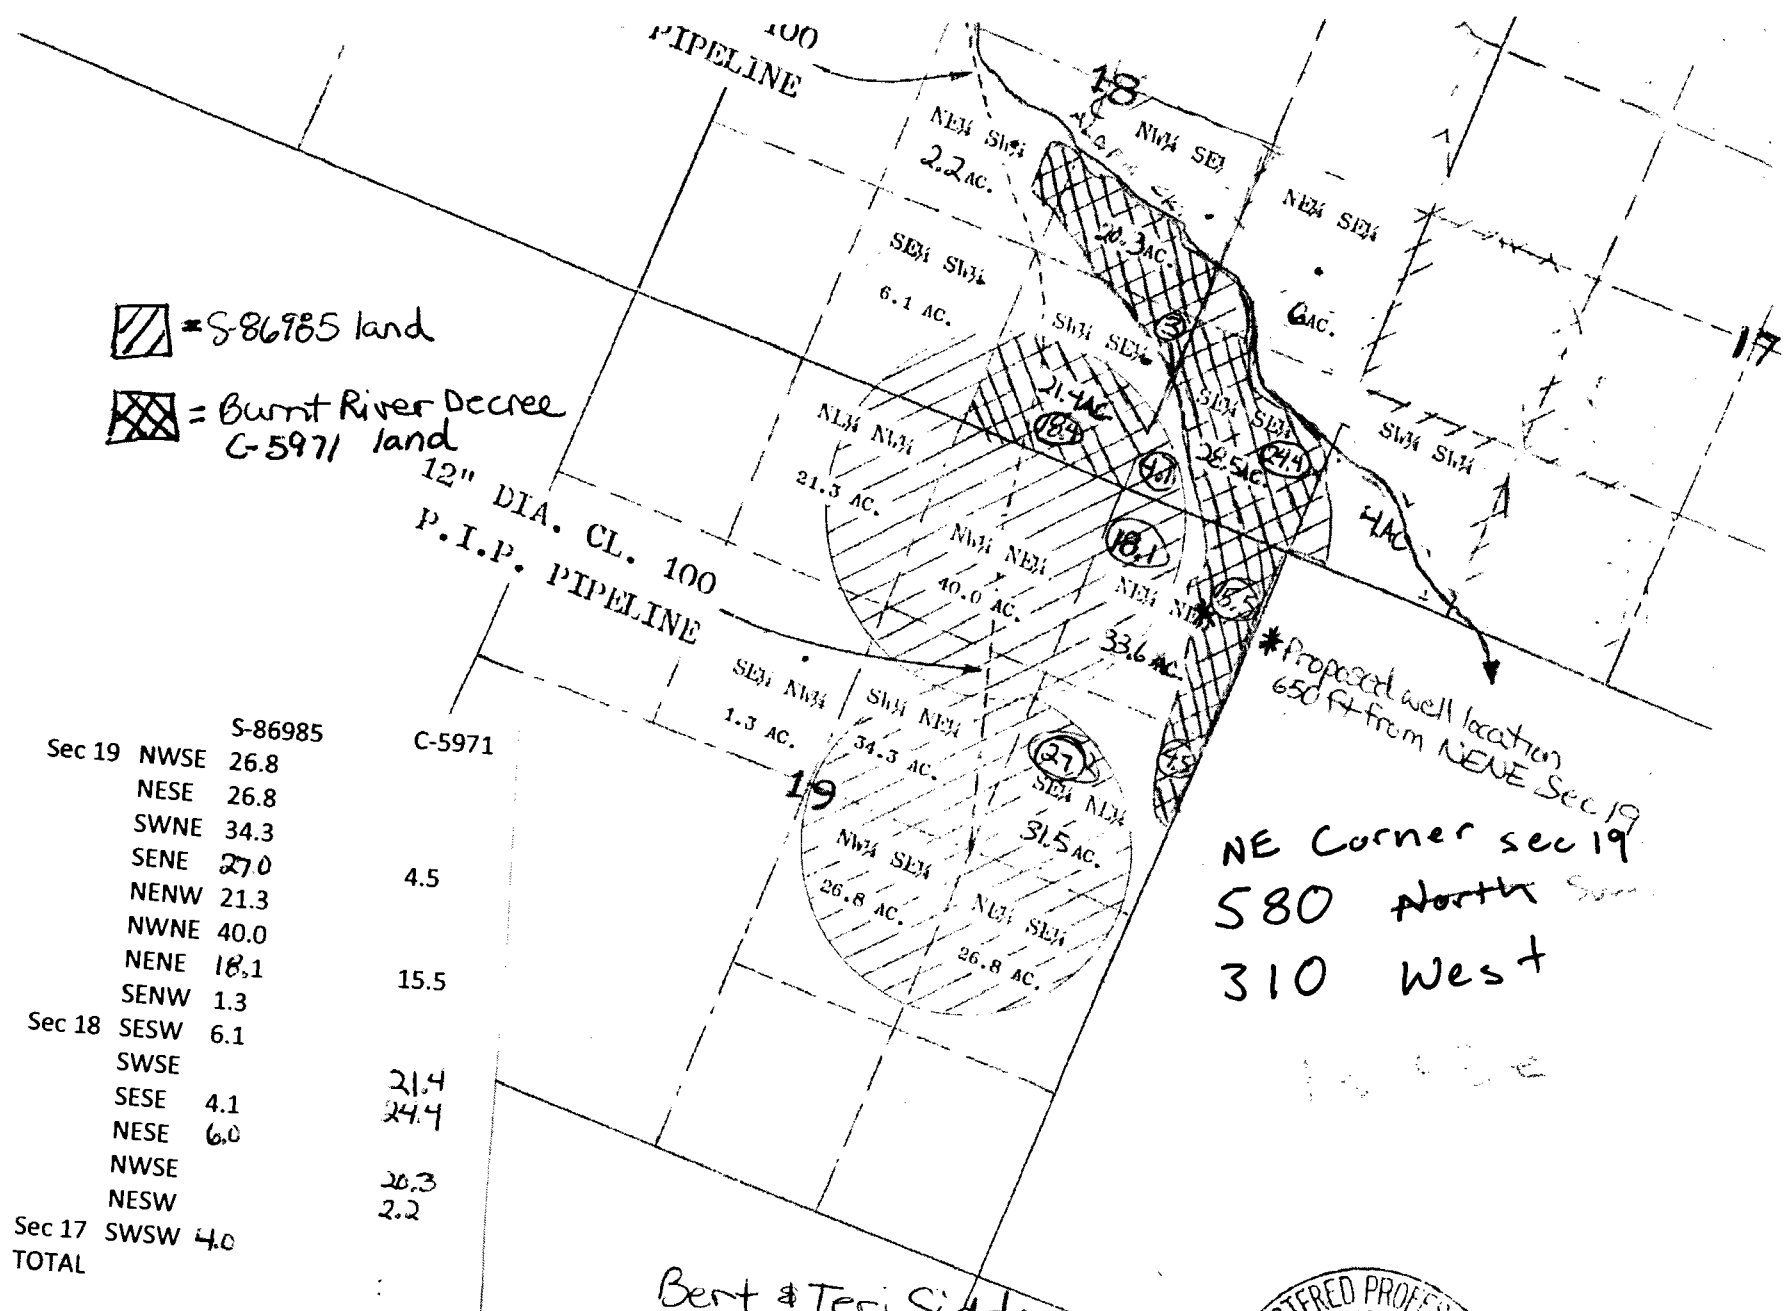 100
PIPELINE
18
NE¼ SW¼
2.2 AC.
NW¼ SE¼
NE¼ SE¼
6 AC.
20.3 AC.
SE¼ SW¼
6.1 AC.
SW¼ SE¼
3
17
= S-86985 land
= Burnt River Decree
C-5971 land
21.4 AC.
18.4
SE¼ SE¼
28.5 AC.
24.4
4.1
SW¼ SW¼
4 AC.
NE¼ NW¼
21.3 AC.
12" DIA. CL. 100
P.I.P. PIPELINE
NW¼ NE¼
40.0 AC.
18.1
NE¼ NE¼
33.6 AC.
15.5
*
* Proposed well location
650 ft from NENE Sec 19
SE¼ NW¼
1.3 AC.
SW¼ NE¼
34.3 AC.
27
SE¼ NE¼
31.5 AC.
4.5
19
NW¼ SE¼
26.8 AC.
NE¼ SE¼
26.8 AC.
NE Corner sec 19
580 North
310 West
S-86985 C-5971
Sec 19 NWSE 26.8
NESE 26.8
SWNE 34.3
SENE 27.0 4.5
NENW 21.3
NWNE 40.0
NENE 18.1 15.5
SENW 1.3
Sec 18 SESW 6.1
SWSE 21.4
SESE 4.1 24.4
NESE 6.0
NWSE 20.3
NESW 2.2
Sec 17 SWSW 4.0
TOTAL
Bert & Teri